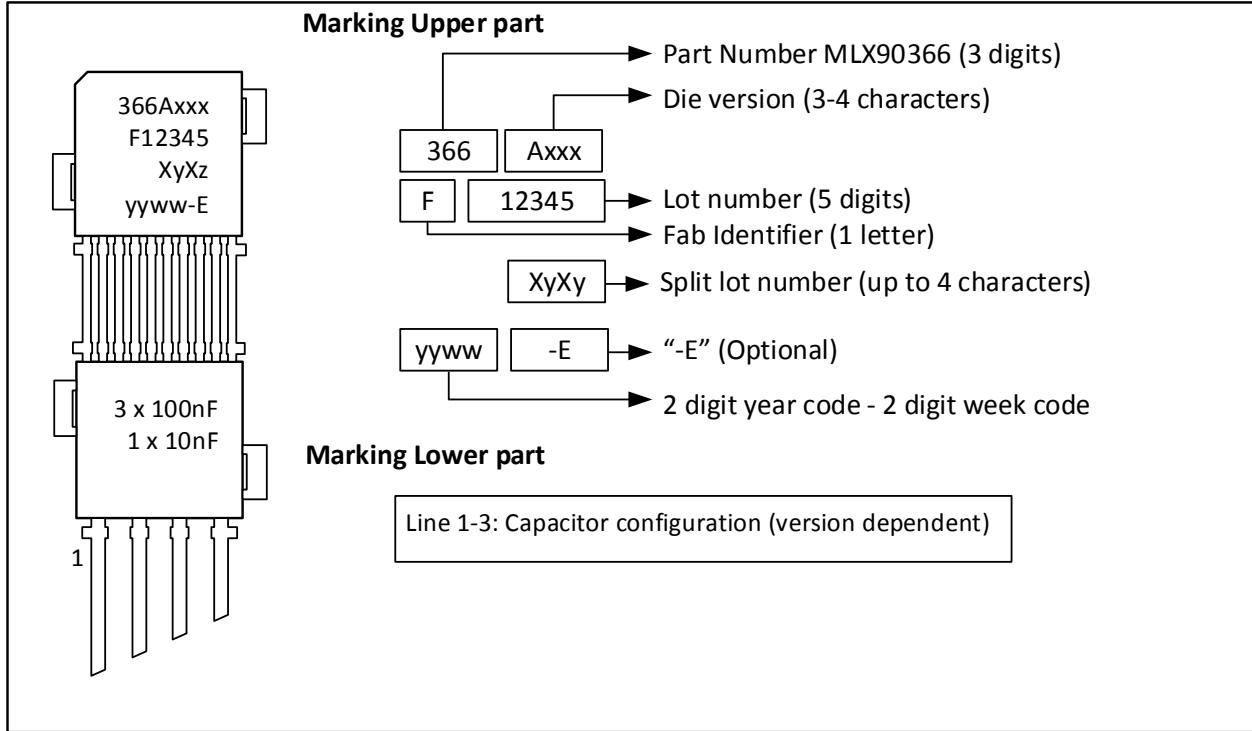 Marking Upper part
Part Number MLX90366 (3 digits)
Die version (3-4 characters)
366 Axxx
F 12345
Lot number (5 digits)
Fab Identifier (1 letter)
XyXy
Split lot number (up to 4 characters)
yyww -E
“-E” (Optional)
2 digit year code - 2 digit week code
366Axxx
F12345
XyXz
yyww-E
3 x 100nF
1 x 10nF
1
Marking Lower part
Line 1-3: Capacitor configuration (version dependent)